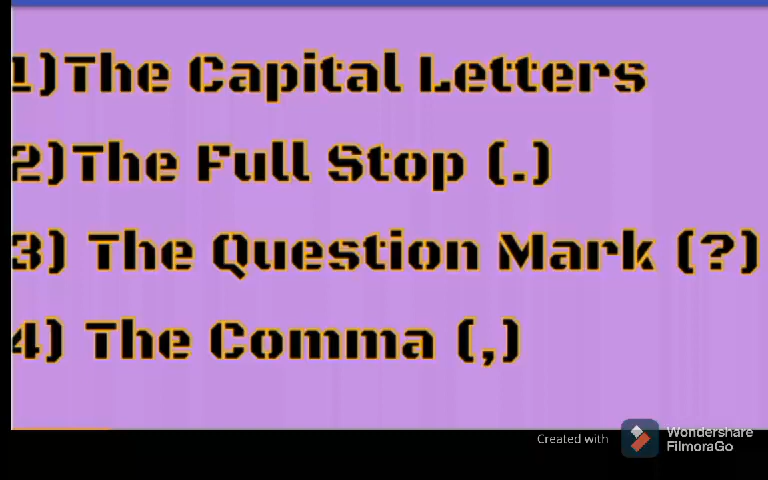 1)The Capital Letters
2)The Full Stop (.)
3) The Question Mark (?)
4) The Comma (,)
Created with
Wondershare
FilmoraGo